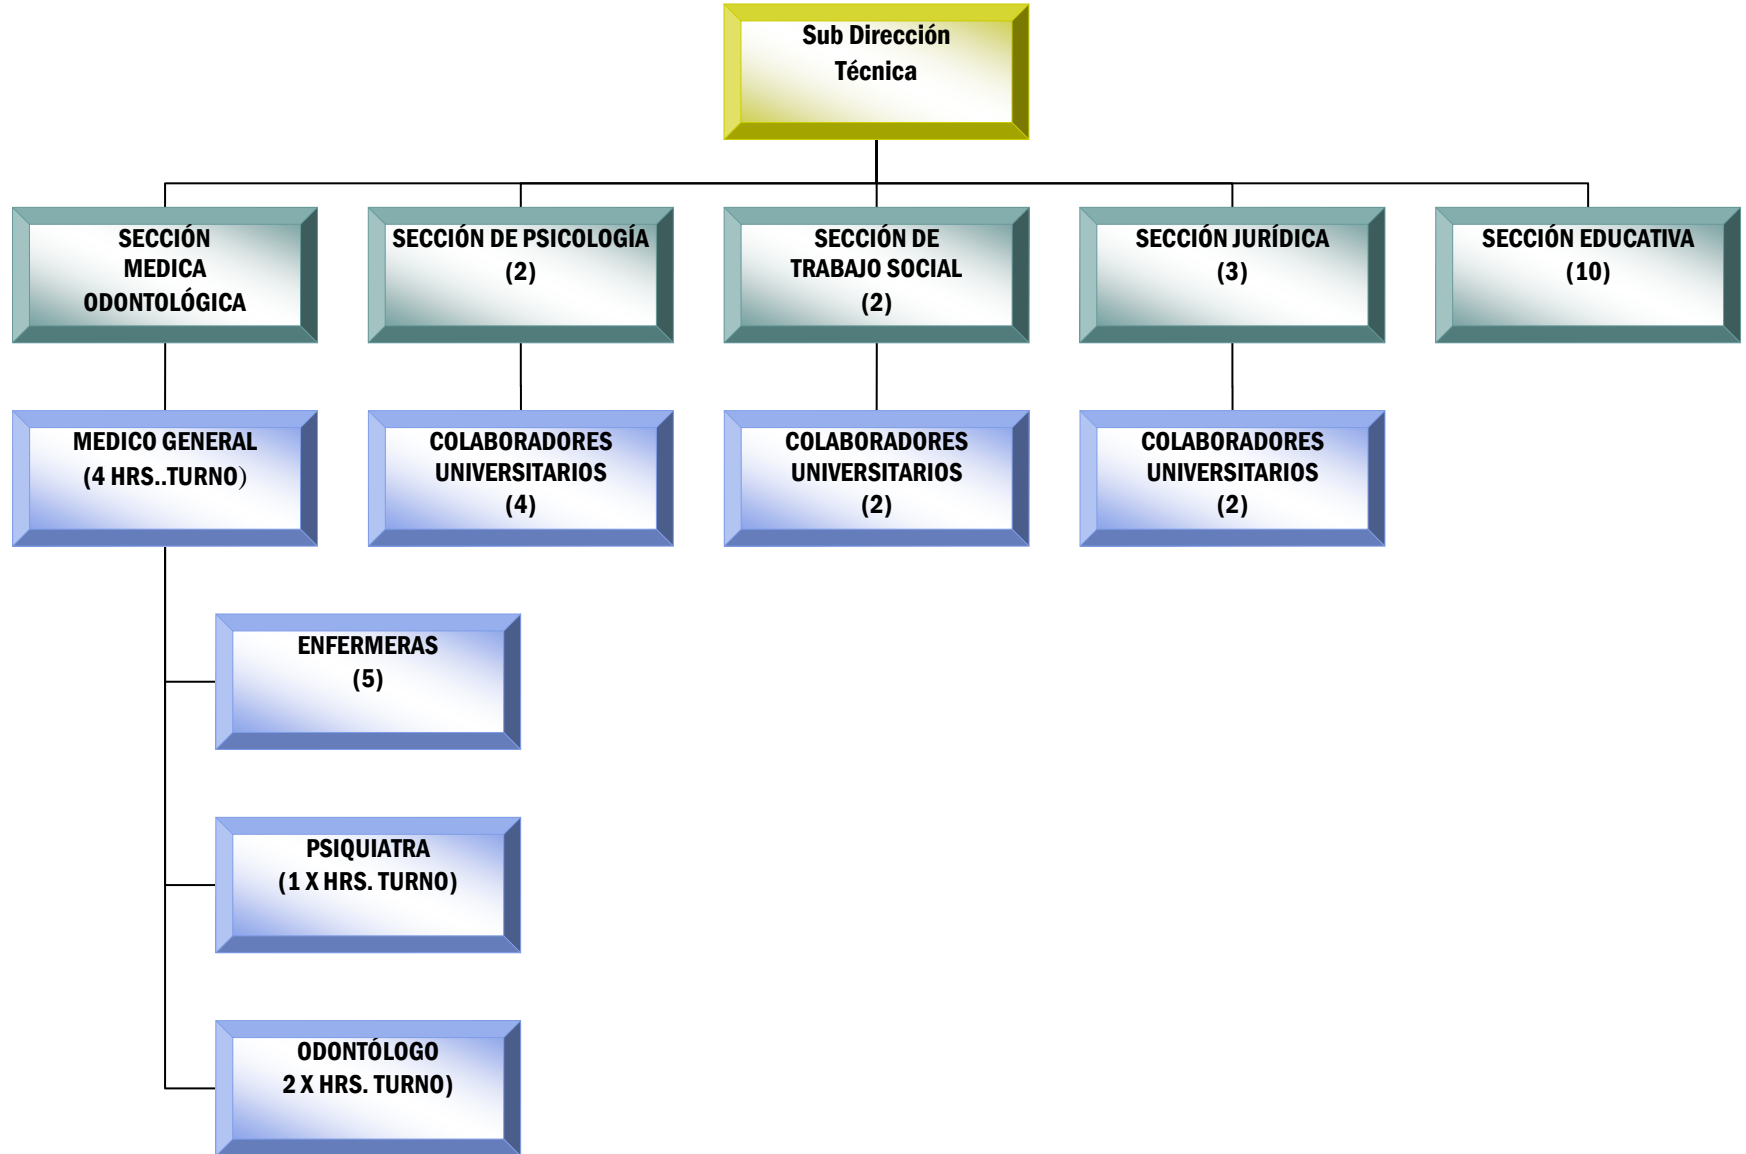 Sub Dirección
Técnica
SECCIÓN
MEDICA
ODONTOLÓGICA
SECCIÓN DE PSICOLOGÍA
(2)
SECCIÓN DE
TRABAJO SOCIAL
(2)
SECCIÓN JURÍDICA
(3)
SECCIÓN EDUCATIVA
(10)
MEDICO GENERAL
(4 HRS..TURNO)
COLABORADORES
UNIVERSITARIOS
(4)
COLABORADORES
UNIVERSITARIOS
(2)
COLABORADORES
UNIVERSITARIOS
(2)
ENFERMERAS
(5)
PSIQUIATRA
(1 X HRS. TURNO)
ODONTÓLOGO
2 X HRS. TURNO)